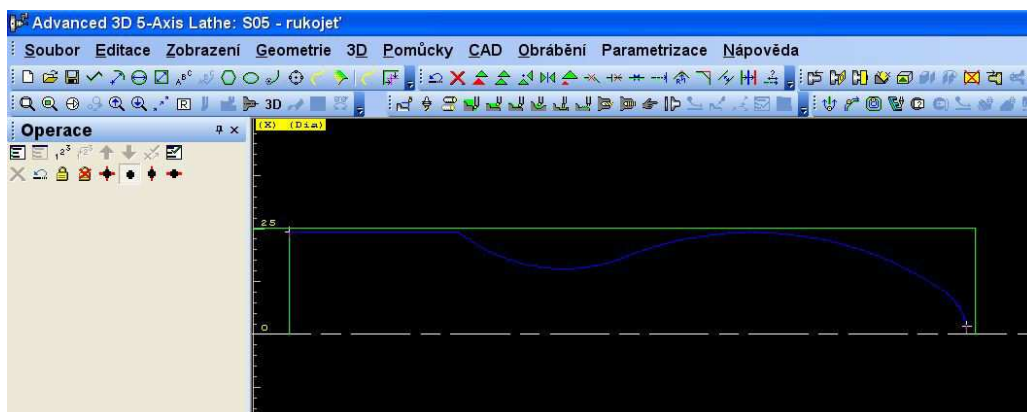 Advanced 3D 5-Axis Lathe: S05 - rukojeť
Soubor Editace Zobrazení Geometrie 3D Pomůcky CAD Obrábění Parametrizace Nápověda
3D
Operace
(X) (Dia)
25
0